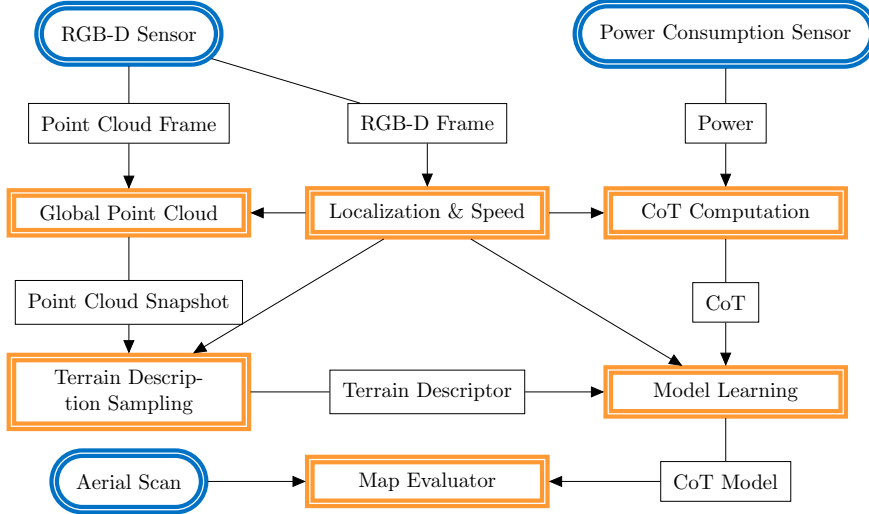 RGB-D Sensor
Power Consumption Sensor
Point Cloud Frame
RGB-D Frame
Power
Global Point Cloud
Localization & Speed
CoT Computation
Point Cloud Snapshot
CoT
Terrain Descrip-
tion Sampling
Terrain Descriptor
Model Learning
Aerial Scan
Map Evaluator
CoT Model